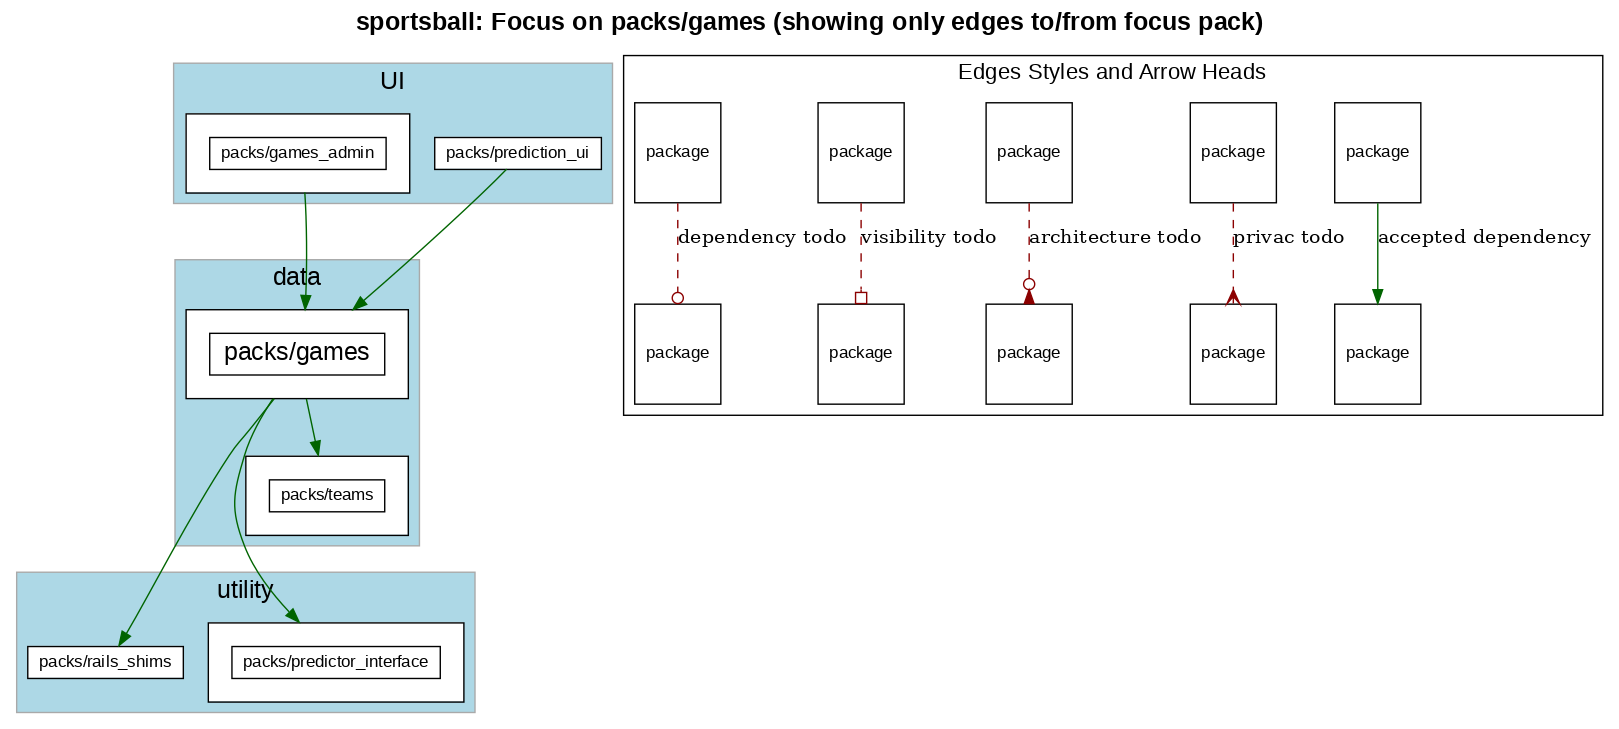 sportsball: Focus on packs/games (showing only edges to/from focus pack)
UI
packs/games_admin
packs/prediction_ui
data
packs/games
packs/teams
utility
packs/rails_shims
packs/predictor_interface
Edges Styles and Arrow Heads
package
package
package
package
package
dependency todo
visibility todo
architecture todo
privac todo
accepted dependency
package
package
package
package
package